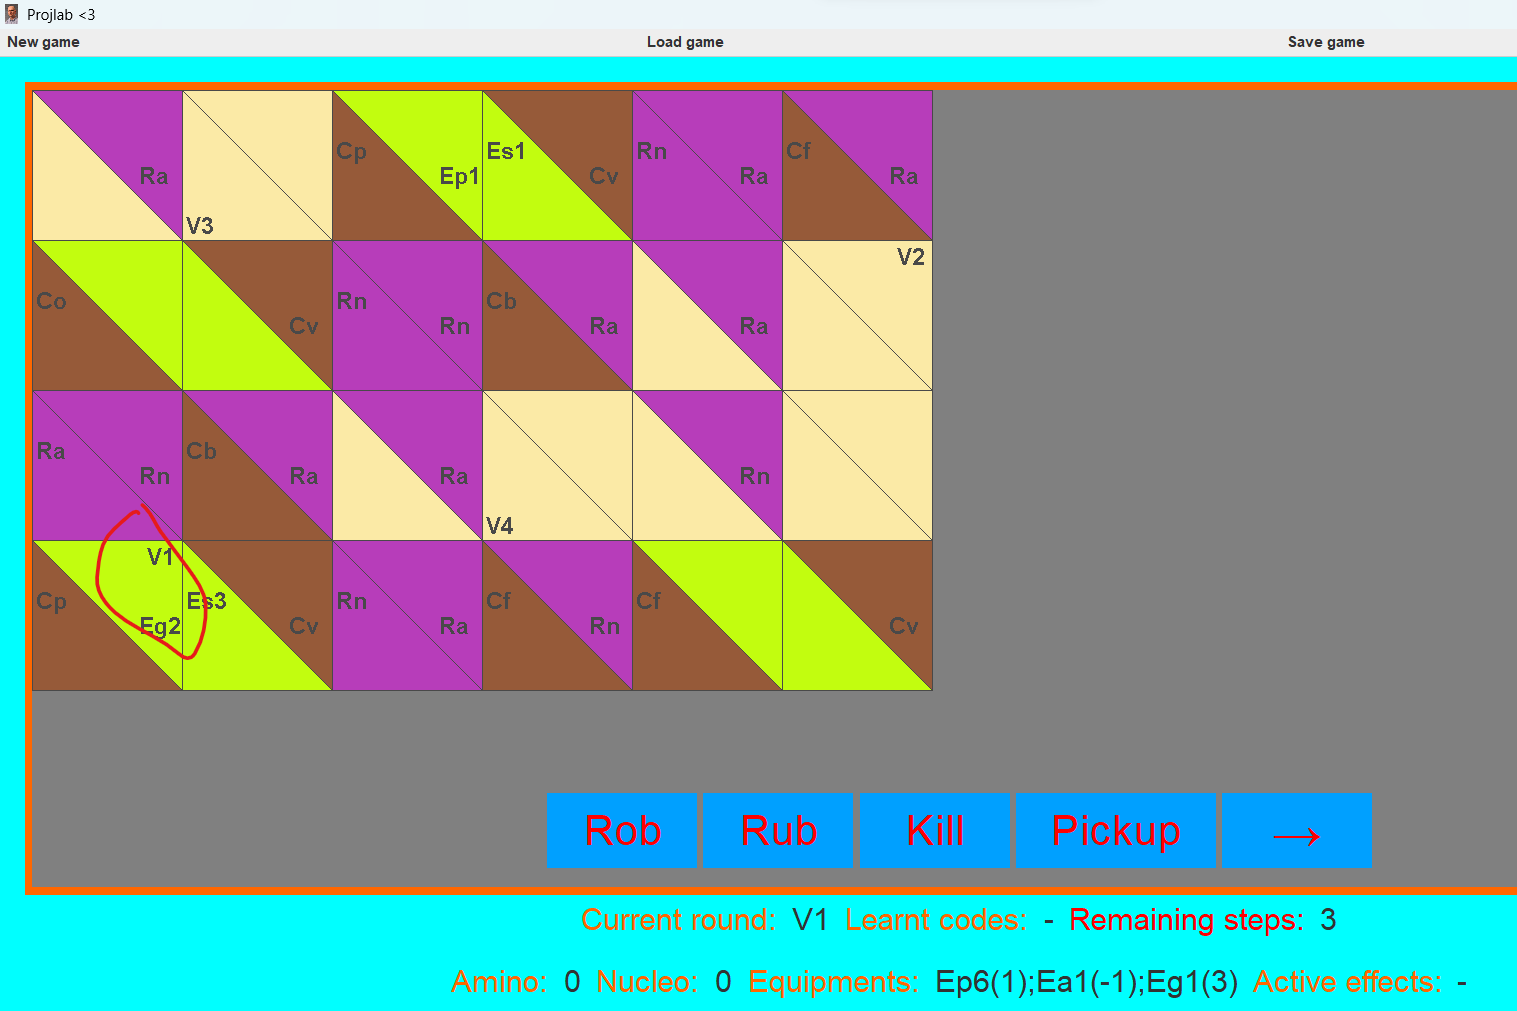 Projlab <3
New game Load game Save game
Cp Es1 Rn Cf
Ra Ep1 Cv Ra Ra
V3
V2
Co Rn Cb
Cv Rn Ra Ra
Ra Cb
Rn Ra Ra Rn
V4
V1
Cp Es3 Rn Cf Cf
Eg2 Cv Ra Rn Cv
Rob Rub Kill Pickup →
Current round: V1 Learnt codes: - Remaining steps: 3
Amino: 0 Nucleo: 0 Equipments: Ep6(1);Ea1(-1);Eg1(3) Active effects: -